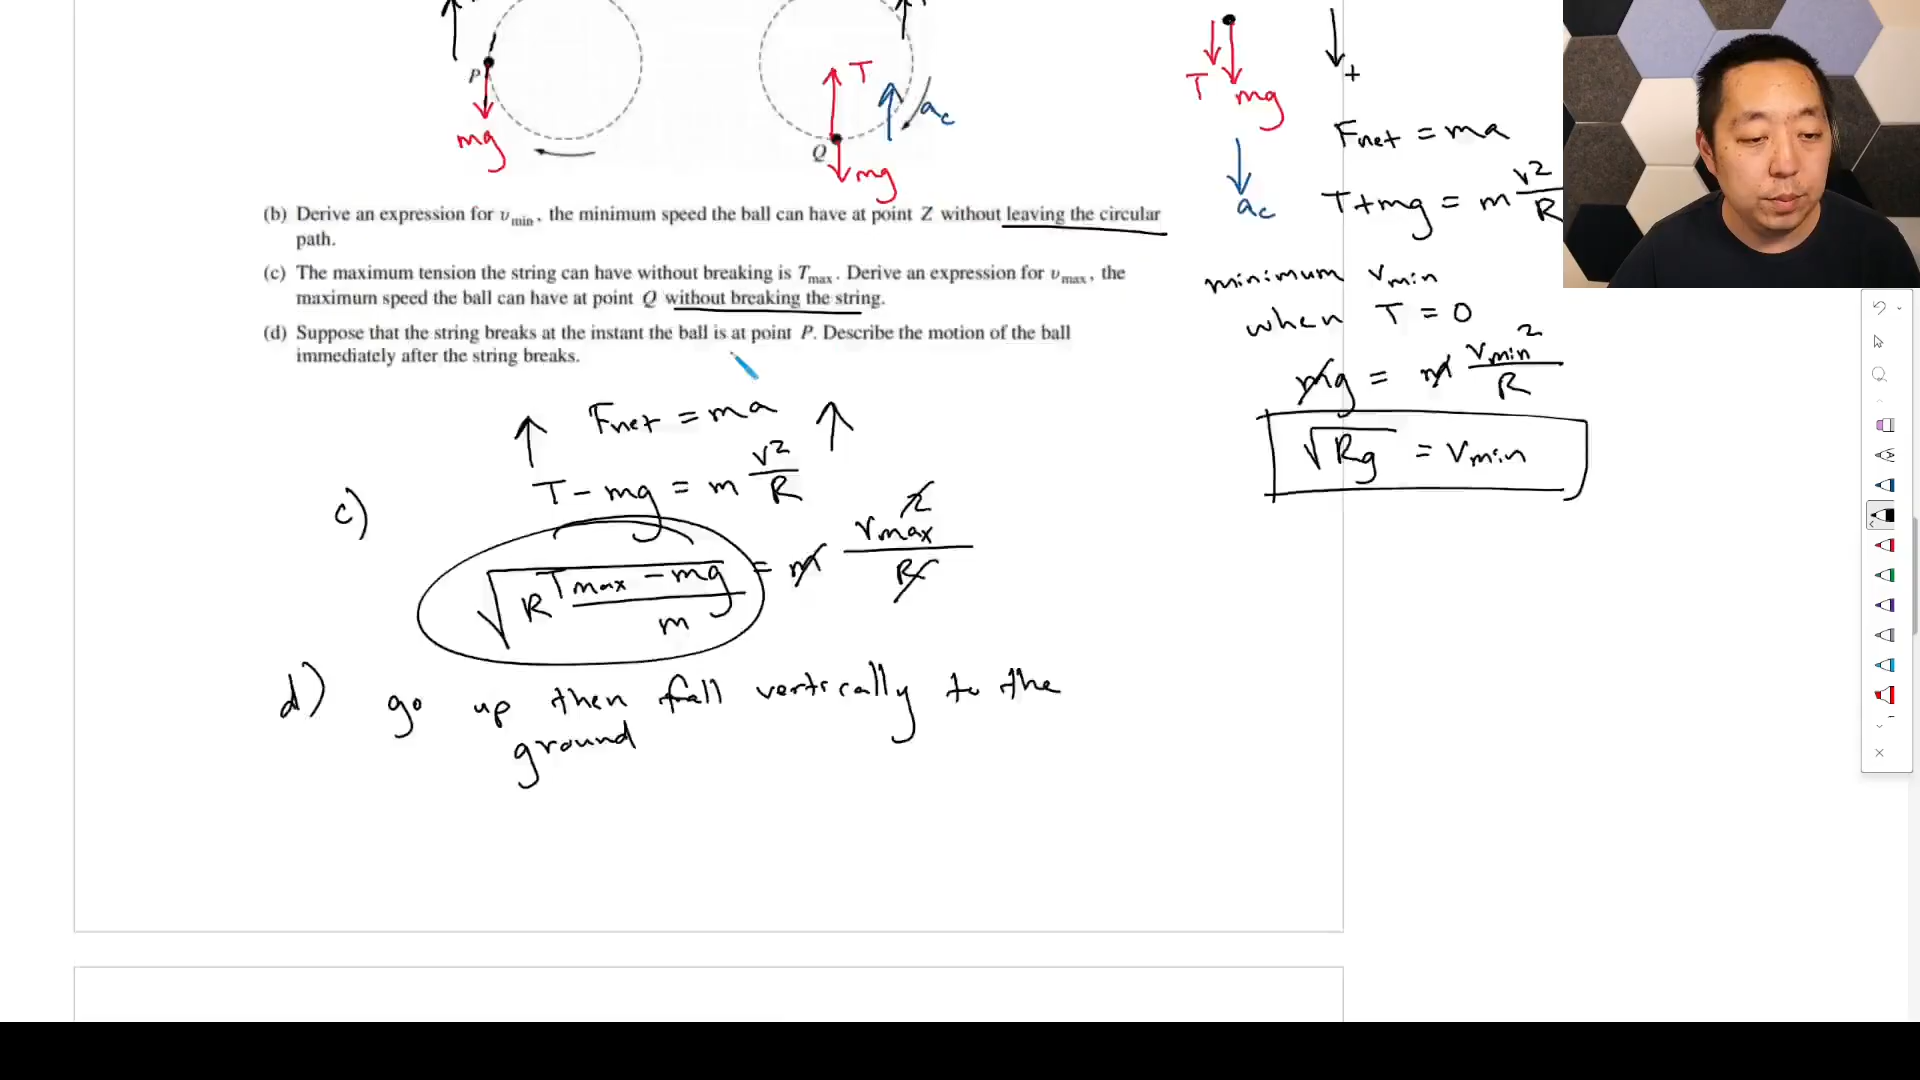 P
mg
T
ac
Q
mg
T mg
ac
+
Fnet = ma
T+mg = m v2/R
(b) Derive an expression for vmin, the minimum speed the ball can have at point Z without leaving the circular
path.
(c) The maximum tension the string can have without breaking is Tmax. Derive an expression for vmax, the
maximum speed the ball can have at point Q without breaking the string.
(d) Suppose that the string breaks at the instant the ball is at point P. Describe the motion of the ball
immediately after the string breaks.
minimum vmin
when T = 0
mg = m vmin2/R
√Rg = vmin
Fnet = ma
c) T - mg = m v2/R
√R Tmax - mg/m = m vmax2/R
d) go up then fall vertically to the
ground